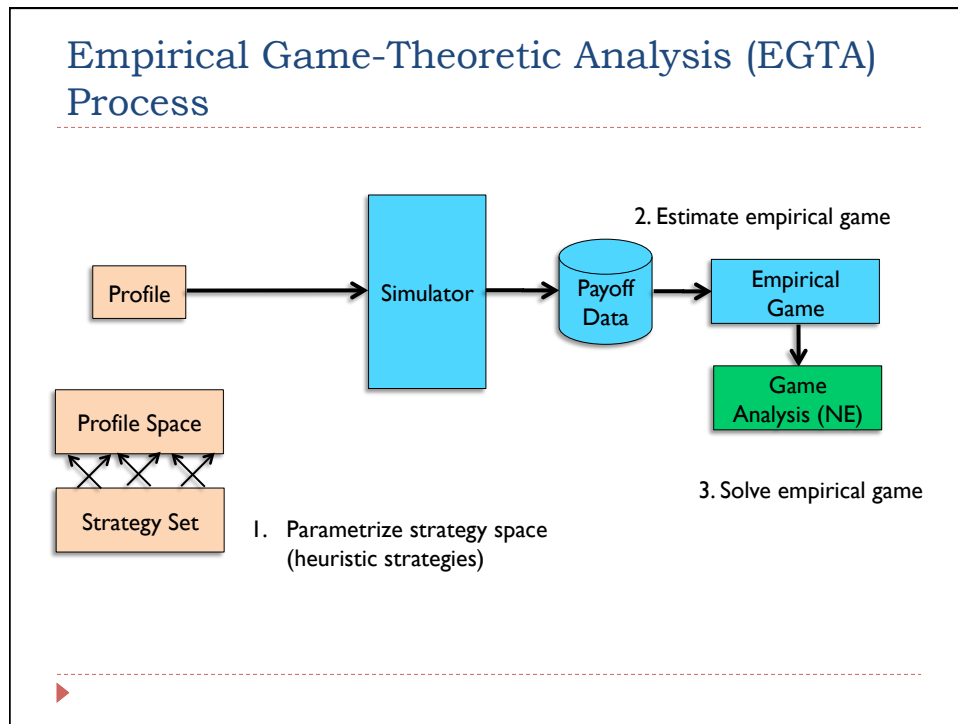 Empirical Game-Theoretic Analysis (EGTA)
Process
2. Estimate empirical game
Profile
Simulator
Payoff
Data
Empirical
Game
Game
Analysis (NE)
Profile Space
Strategy Set
3. Solve empirical game
1. Parametrize strategy space
(heuristic strategies)